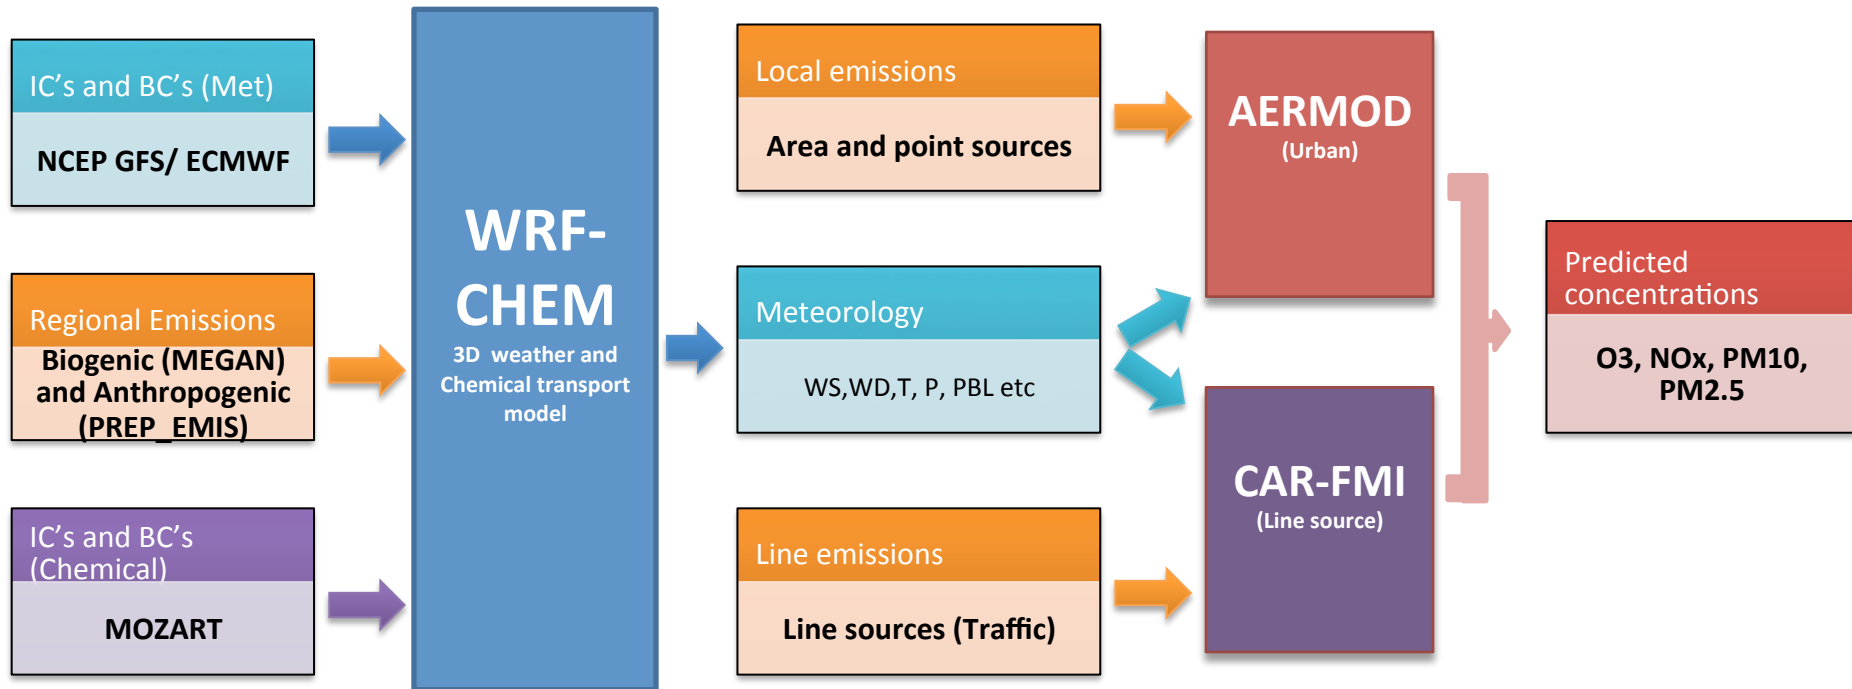 IC’s and BC’s (Met)
NCEP GFS/ ECMWF
Regional Emissions
Biogenic (MEGAN)
and Anthropogenic
(PREP_EMIS)
IC’s and BC’s
(Chemical)
MOZART
WRF-
CHEM
3D weather and
Chemical transport
model
Local emissions
Area and point sources
Meteorology
WS,WD,T, P, PBL etc
Line emissions
Line sources (Traffic)
AERMOD
(Urban)
CAR-FMI
(Line source)
Predicted
concentrations
O3, NOx, PM10,
PM2.5